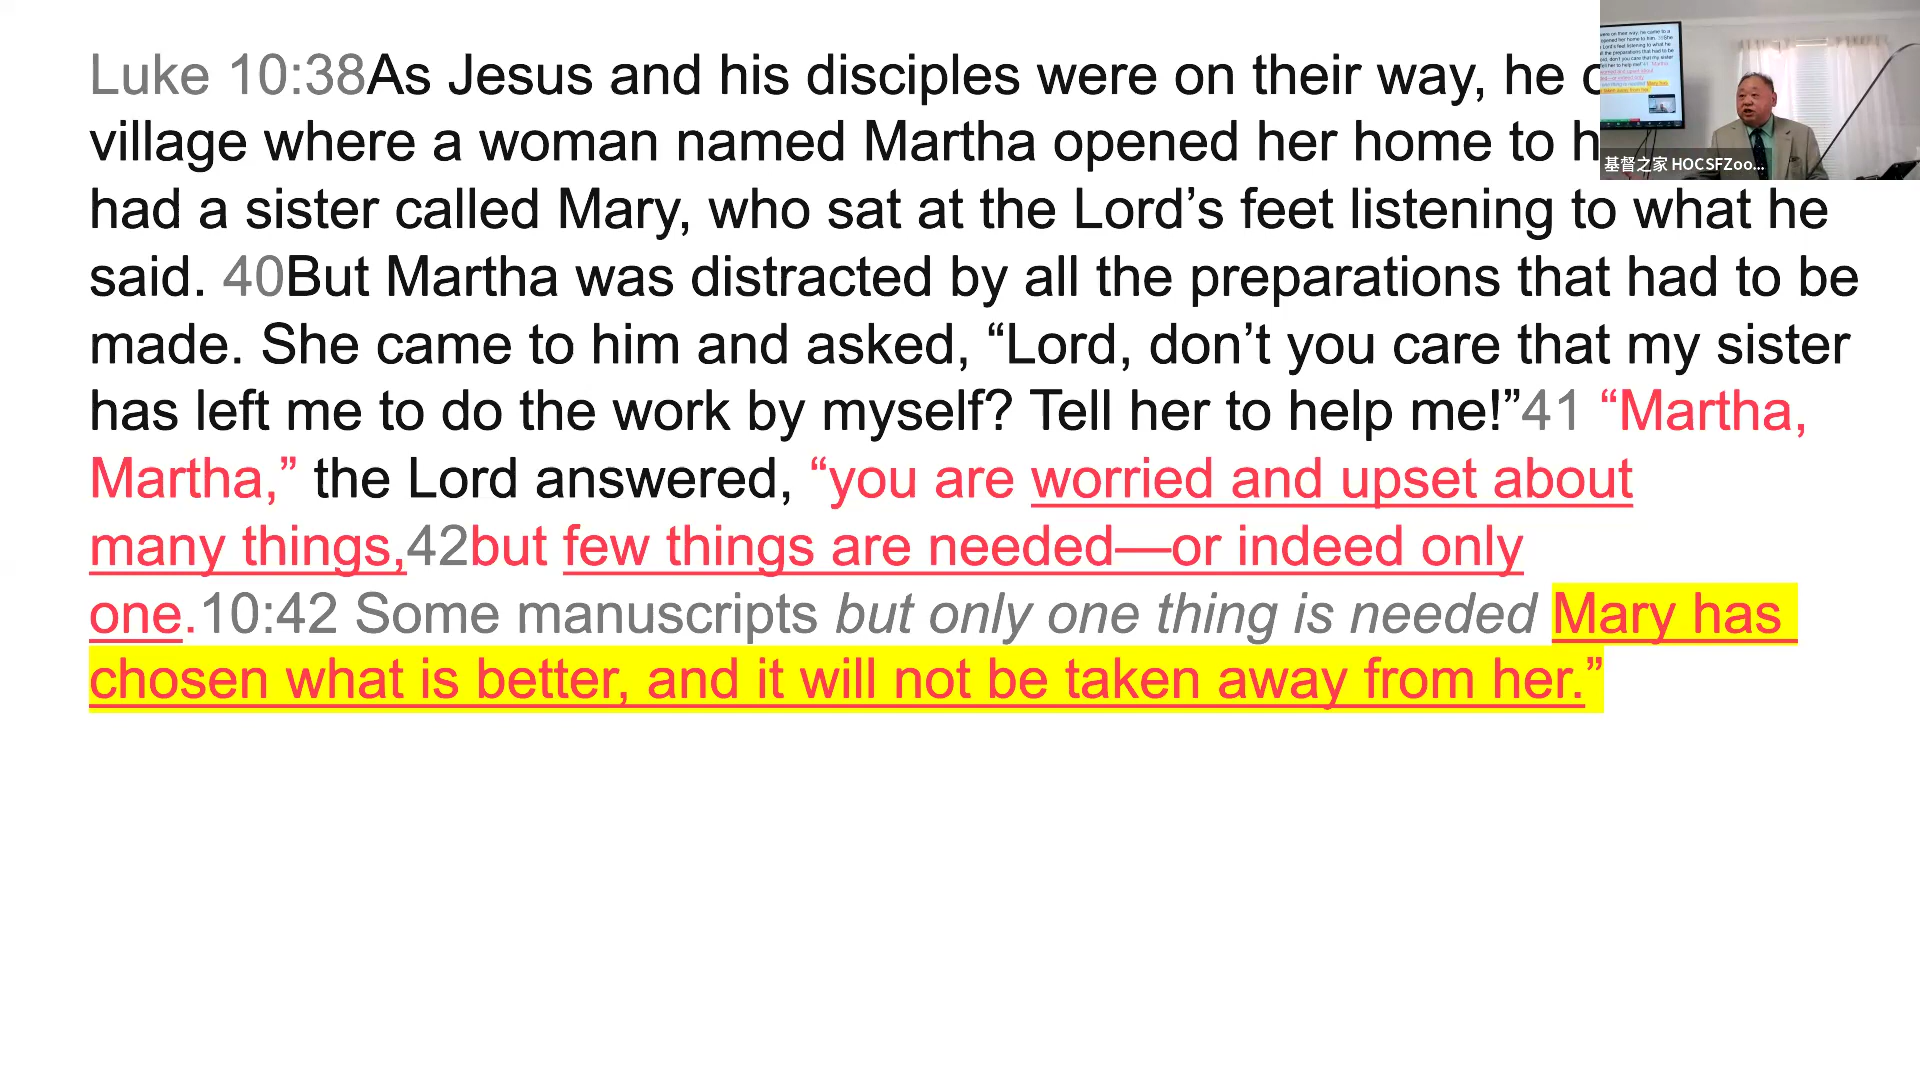 Luke 10:38As Jesus and his disciples were on their way, he
village where a woman named Martha opened her home to
had a sister called Mary, who sat at the Lord’s feet listening to what he
said. 40But Martha was distracted by all the preparations that had to be
made. She came to him and asked, “Lord, don’t you care that my sister
has left me to do the work by myself? Tell her to help me!”41 “Martha,
Martha,” the Lord answered, “you are worried and upset about
many things,42but few things are needed—or indeed only
one.10:42 Some manuscripts but only one thing is needed Mary has
chosen what is better, and it will not be taken away from her.”
基督之家 HOCSFZoo...